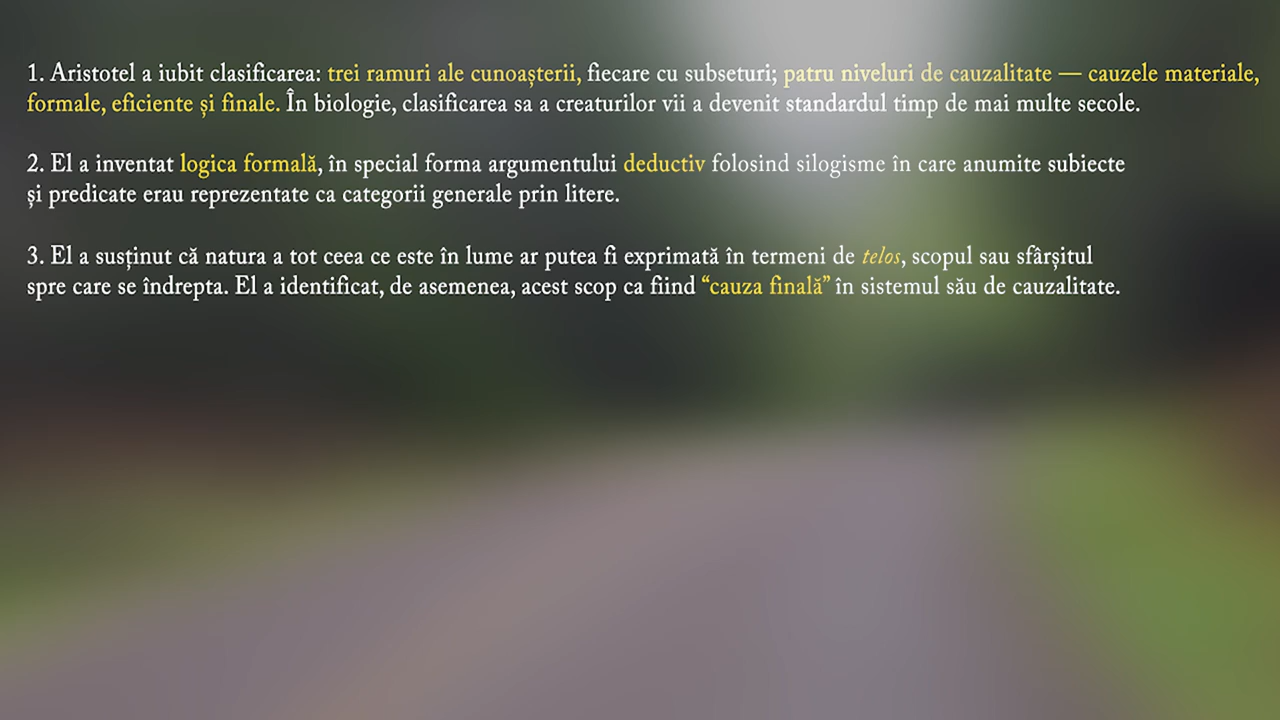 1. Aristotel a iubit clasificarea: trei ramuri ale cunoașterii, fiecare cu subseturi; patru niveluri de cauzalitate — cauzele materiale,
formale, eficiente și finale. În biologie, clasificarea sa a creaturilor vii a devenit standardul timp de mai multe secole.
2. El a inventat logica formală, în special forma argumentului deductiv folosind silogisme în care anumite subiecte
și predicate erau reprezentate ca categorii generale prin litere.
3. El a susținut că natura a tot ceea ce este în lume ar putea fi exprimată în termeni de telos, scopul sau sfârșitul
spre care se îndrepta. El a identificat, de asemenea, acest scop ca fiind “cauza finală” în sistemul său de cauzalitate.